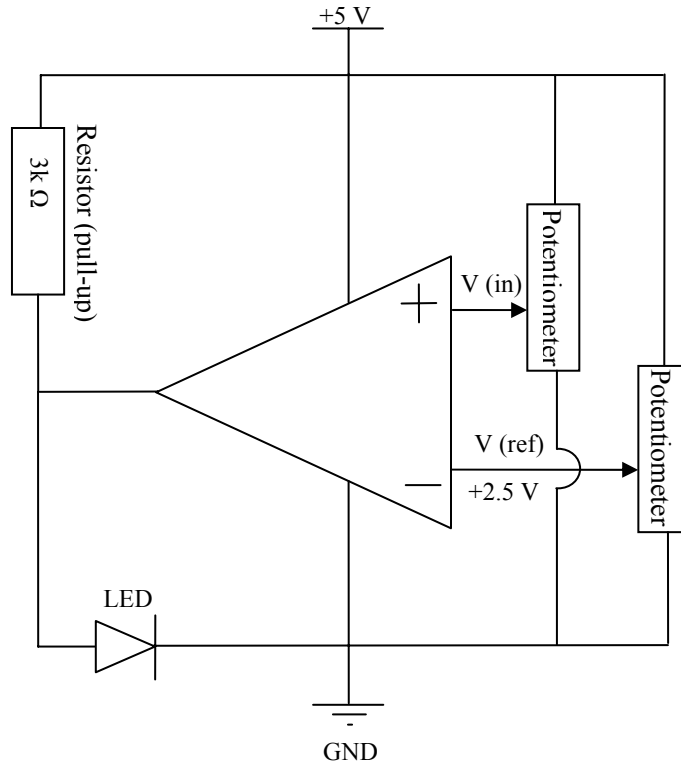 +5 V
Resistor (pull-up)
3k Ω
Potentiometer
V (in)
+
Potentiometer
V (ref)
+2.5 V
−
LED
GND